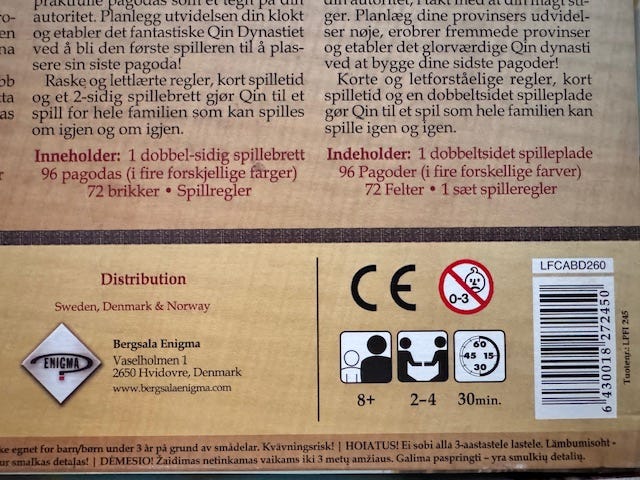 praktfulle pagodas som et tegn på din
autoritet. Planlegg utvidelsen din klokt
og etabler det fantastiske Qin Dynastiet
ved å bli den første spilleren til å plas-
sere sin siste pagoda!
Raske og lettlærte regler, kort spilletid
og et 2-sidig spillebrett gjør Qin til et
spill for hele familien som kan spilles
om igjen og om igjen.
Inneholder: 1 dobbel-sidig spillebrett
96 pagodas (i fire forskjellige farger)
72 brikker • Spillregler
din autoritet, i takt med at din magt sti-
ger. Planlæg dine provinsers udvidel-
ser nøje, erobrer fremmede provinser
og etabler det glorværdige Qin dynasti
ved at bygge dine sidste pagoder!
Korte og letforståelige regler, kort
spilletid og en dobbeltsidet spilleplade
gør Qin til et spil som hele familien kan
spille igen og igen.
Indeholder: 1 dobbeltsidet spilleplade
96 Pagoder (i fire forskellige farver)
72 Felter • 1 sæt spilleregler
Distribution
Sweden, Denmark & Norway
ENIGMA
Bergsala Enigma
Vaselholmen 1
2650 Hvidovre, Denmark
www.bergsalaenigma.com
CE
0-3
60
45 15
30
8+
2-4
30min.
LFCABD260
6 430018 272450
Tuotenr.: LPFI 245
ke egnet for barn/børn under 3 år på grund av smådelar. Kvävningsrisk! | HOIATUS! Ei sobi alla 3-aastastele lastele. Lämbumisoht -
ur smalkas detaļas! | DĖMESIO! Žaidimas netinkamas vaikams iki 3 metų amžiaus. Galima paspringti – yra smulkių detalių.